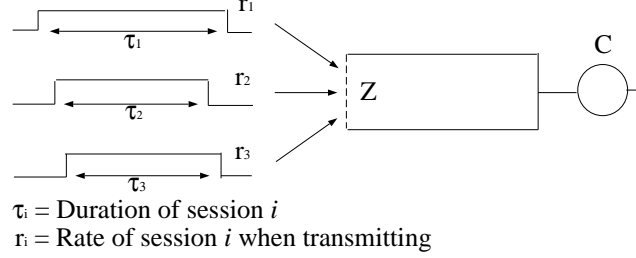 r₁
τ₁
r₂
τ₂
r₃
τ₃
Z
C
τᵢ = Duration of session i
rᵢ = Rate of session i when transmitting